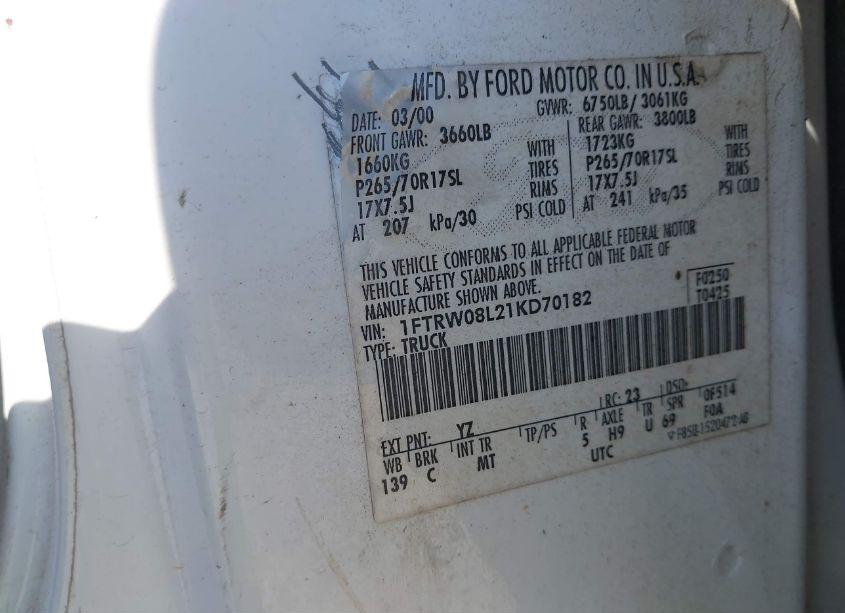 MFD. BY FORD MOTOR CO. IN U.S.A.
DATE: 03/00 GVWR: 6750LB/ 3061KG
FRONT GAWR: 3660LB REAR GAWR: 3800LB
1660KG WITH 1723KG WITH
P265/70R17SL TIRES P265/70R17SL TIRES
17X7.5J RIMS 17X7.5J RIMS
AT 207 kPa/30 PSI COLD AT 241 kPa/35 PSI COLD
THIS VEHICLE CONFORMS TO ALL APPLICABLE FEDERAL MOTOR
VEHICLE SAFETY STANDARDS IN EFFECT ON THE DATE OF
MANUFACTURE SHOWN ABOVE.
F0250
VIN: 1FTRW08L21KD70182 T0425
TYPE: TRUCK
EXT PNT: YZ RC: 23 DSO:
WB BRK INT TR TP/PS R AXLE TR SPR 0F514
139 C MT 5 H9 U 69 F0A
UTC F85B-1520472-AB